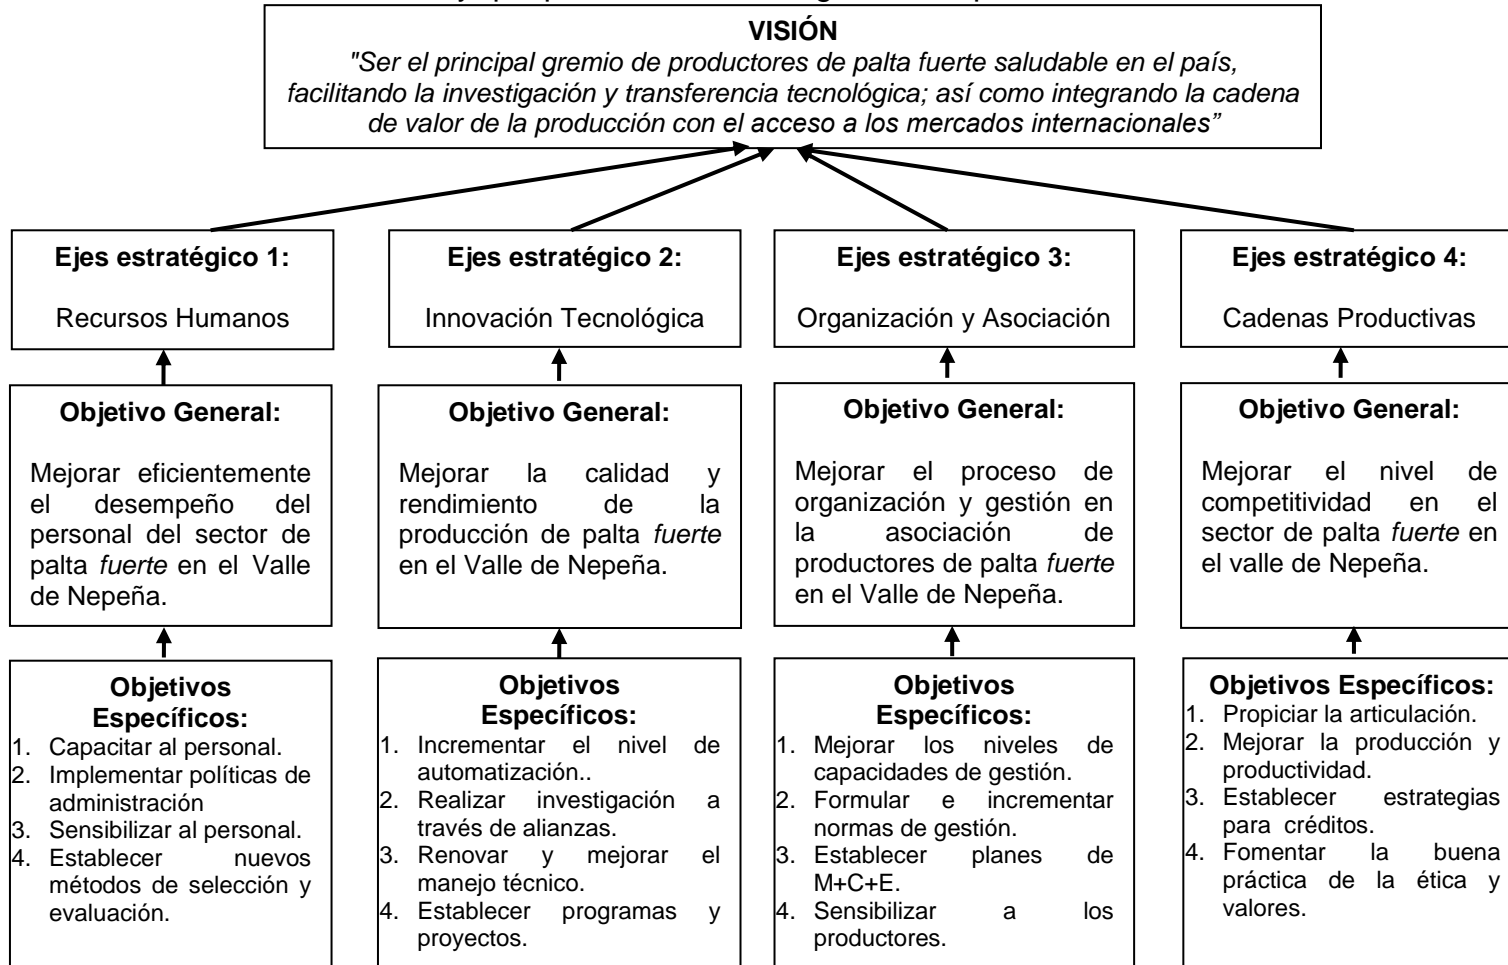 VISIÓN
"Ser el principal gremio de productores de palta fuerte saludable en el país,
facilitando la investigación y transferencia tecnológica; así como integrando la cadena
de valor de la producción con el acceso a los mercados internacionales”
Ejes estratégico 1:
Recursos Humanos
Ejes estratégico 2:
Innovación Tecnológica
Ejes estratégico 3:
Organización y Asociación
Ejes estratégico 4:
Cadenas Productivas
Objetivo General:
Mejorar eficientemente
el desempeño del
personal del sector de
palta fuerte en el Valle
de Nepeña.
Objetivo General:
Mejorar la calidad y
rendimiento de la
producción de palta fuerte
en el Valle de Nepeña.
Objetivo General:
Mejorar el proceso de
organización y gestión en
la asociación de
productores de palta fuerte
en el Valle de Nepeña.
Objetivo General:
Mejorar el nivel de
competitividad en el
sector de palta fuerte en
el valle de Nepeña.
Objetivos
Específicos:
1. Capacitar al personal.
2. Implementar políticas de
administración
3. Sensibilizar al personal.
4. Establecer nuevos
métodos de selección y
evaluación.
Objetivos
Específicos:
1. Incrementar el nivel de
automatización..
2. Realizar investigación a
través de alianzas.
3. Renovar y mejorar el
manejo técnico.
4. Establecer programas y
proyectos.
Objetivos
Específicos:
1. Mejorar los niveles de
capacidades de gestión.
2. Formular e incrementar
normas de gestión.
3. Establecer planes de
M+C+E.
4. Sensibilizar a los
productores.
Objetivos Específicos:
1. Propiciar la articulación.
2. Mejorar la producción y
productividad.
3. Establecer estrategias
para créditos.
4. Fomentar la buena
práctica de la ética y
valores.